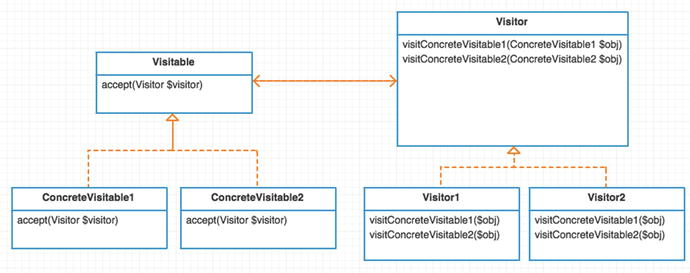 Visitor
visitConcreteVisitable1(ConcreteVisitable1 $obj)
visitConcreteVisitable2(ConcreteVisitable2 $obj)
Visitable
accept(Visitor $visitor)
ConcreteVisitable1
accept(Visitor $visitor)
ConcreteVisitable2
accept(Visitor $visitor)
Visitor1
visitConcreteVisitable1($obj)
visitConcreteVisitable2($obj)
Visitor2
visitConcreteVisitable1($obj)
visitConcreteVisitable2($obj)